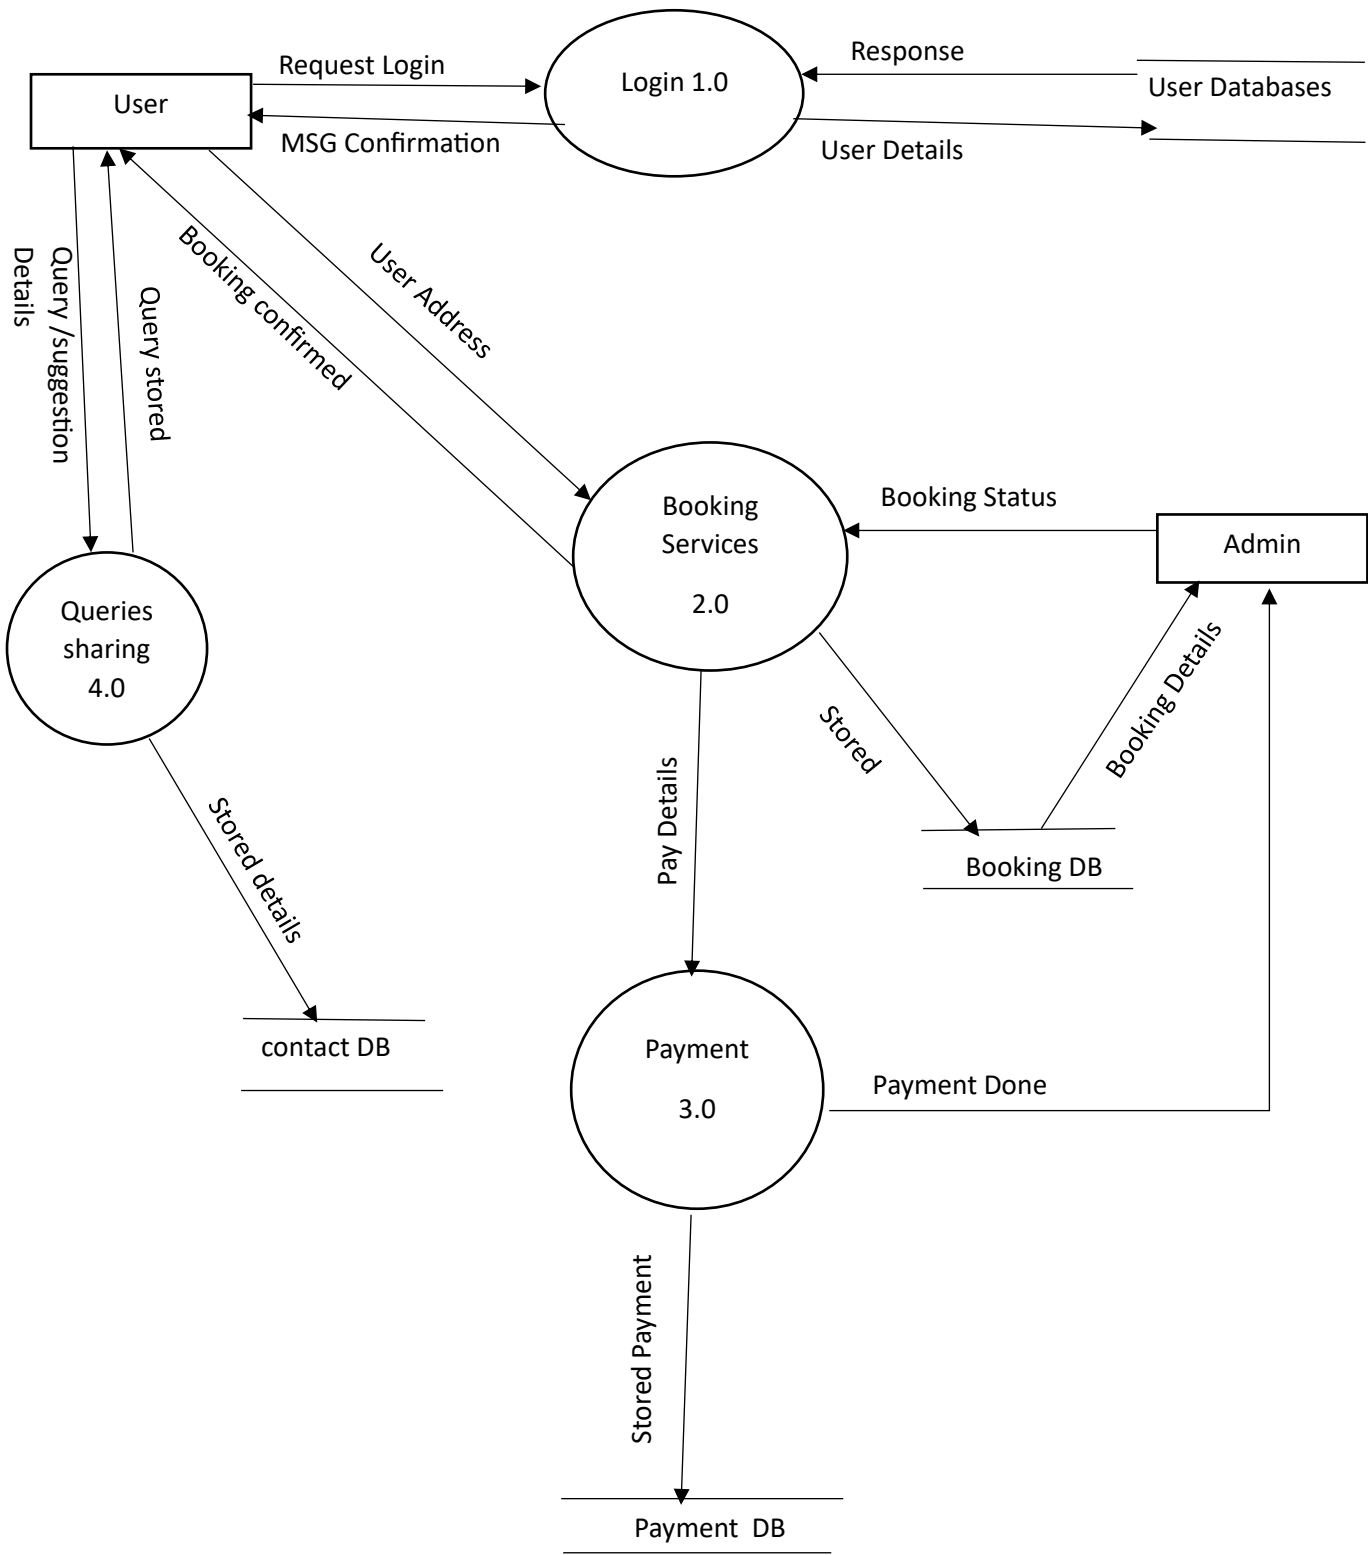 Request Login
Login 1.0
Response
User
User Databases
MSG Confirmation
User Details
Query /suggestion
Details
Query stored
Booking confirmed
User Address
Booking
Services
2.0
Booking Status
Admin
Queries
sharing
4.0
Stored
Booking Details
Pay Details
Stored details
Booking DB
contact DB
Payment
3.0
Payment Done
Stored Payment
Payment  DB